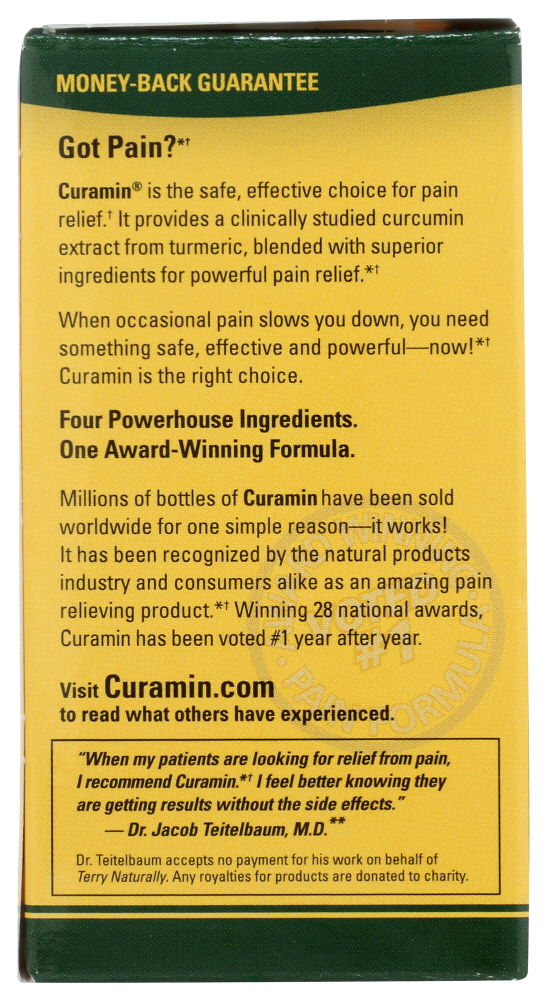 MONEY-BACK GUARANTEE
Got Pain?*†
Curamin® is the safe, effective choice for pain
relief.† It provides a clinically studied curcumin
extract from turmeric, blended with superior
ingredients for powerful pain relief.*†
When occasional pain slows you down, you need
something safe, effective and powerful—now!*†
Curamin is the right choice.
Four Powerhouse Ingredients.
One Award-Winning Formula.
Millions of bottles of Curamin have been sold
worldwide for one simple reason—it works!
It has been recognized by the natural products
industry and consumers alike as an amazing pain
relieving product.*† Winning 28 national awards,
Curamin has been voted #1 year after year.
AWARD WINNING
VOTED
#1
PAIN FORMULA
Visit Curamin.com
to read what others have experienced.
“When my patients are looking for relief from pain,
I recommend Curamin.*† I feel better knowing they
are getting results without the side effects.”
— Dr. Jacob Teitelbaum, M.D.**
Dr. Teitelbaum accepts no payment for his work on behalf of
Terry Naturally. Any royalties for products are donated to charity.